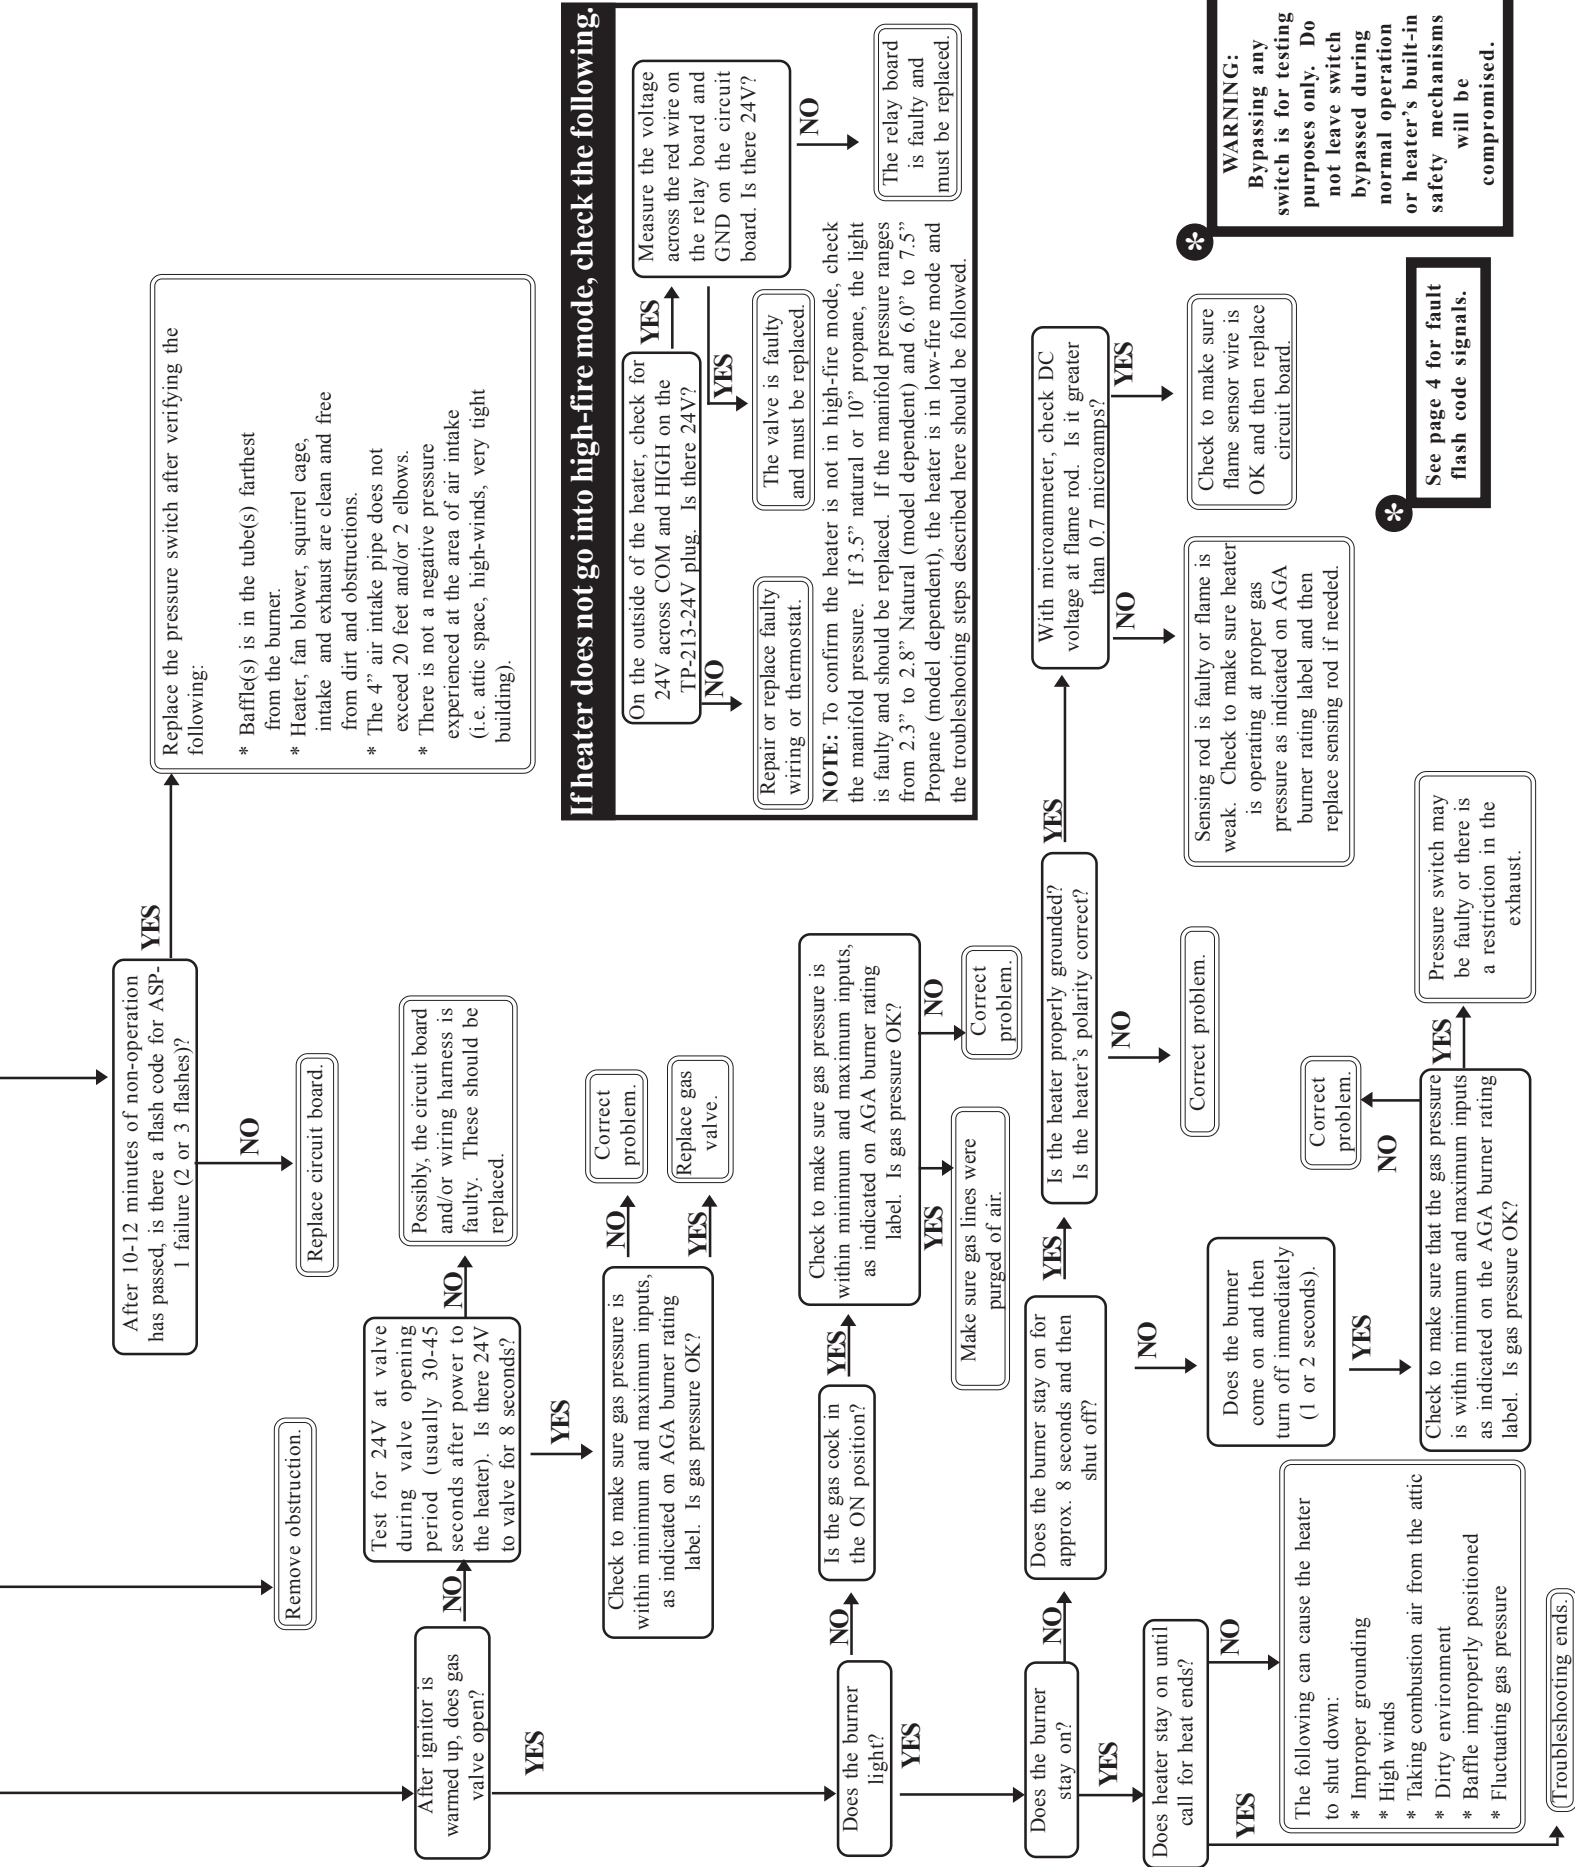 After 10-12 minutes of non-operation
has passed, is there a flash code for ASP-
1 failure (2 or 3 flashes)?
YES
Replace the pressure switch after verifying the
following:
* Baffle(s) is in the tube(s) farthest
from the burner.
* Heater, fan blower, squirrel cage,
intake and exhaust are clean and free
from dirt and obstructions.
* The 4” air intake pipe does not
exceed 20 feet and/or 2 elbows.
* There is not a negative pressure
experienced at the area of air intake
(i.e. attic space, high-winds, very tight
building).
NO
Replace circuit board.
Remove obstruction.
After ignitor is
warmed up, does gas
valve open?
NO
Test for 24V at valve
during valve opening
period (usually 30-45
seconds after power to
the heater). Is there 24V
to valve for 8 seconds?
NO
Possibly, the circuit board
and/or wiring harness is
faulty. These should be
replaced.
YES
Check to make sure gas pressure is
within minimum and maximum inputs,
as indicated on AGA burner rating
label. Is gas pressure OK?
NO
Correct
problem.
YES
Replace gas
valve.
YES
Does the burner
light?
NO
Is the gas cock in
the ON position?
YES
Check to make sure gas pressure is
within minimum and maximum inputs,
as indicated on AGA burner rating
label. Is gas pressure OK?
YES
Make sure gas lines were
purged of air.
NO
Correct
problem.
YES
Does the burner
stay on?
NO
Does the burner stay on for
approx. 8 seconds and then
shut off?
YES
Is the heater properly grounded?
Is the heater’s polarity correct?
YES
With microammeter, check DC
voltage at flame rod. Is it greater
than 0.7 microamps?
NO
Correct problem.
NO
Sensing rod is faulty or flame is
weak. Check to make sure heater
is operating at proper gas
pressure as indicated on AGA
burner rating label and then
replace sensing rod if needed.
YES
Check to make sure
flame sensor wire is
OK and then replace
circuit board.
NO
Does the burner
come on and then
turn off immediately
(1 or 2 seconds).
YES
Check to make sure that the gas pressure
is within minimum and maximum inputs
as indicated on the AGA burner rating
label. Is gas pressure OK?
NO
Correct
problem.
YES
Pressure switch may
be faulty or there is
a restriction in the
exhaust.
YES
Does heater stay on until
call for heat ends?
NO
The following can cause the heater
to shut down:
* Improper grounding
* High winds
* Taking combustion air from the attic
* Dirty environment
* Baffle improperly positioned
* Fluctuating gas pressure
YES
Troubleshooting ends.
If heater does not go into high-fire mode, check the following.
On the outside of the heater, check for
24V across COM and HIGH on the
TP-213-24V plug. Is there 24V?
YES
Measure the voltage
across the red wire on
the relay board and
GND on the circuit
board. Is there 24V?
NO
Repair or replace faulty
wiring or thermostat.
YES
The valve is faulty
and must be replaced.
NO
The relay board
is faulty and
must be replaced.
NOTE: To confirm the heater is not in high-fire mode, check
the manifold pressure. If 3.5” natural or 10” propane, the light
is faulty and should be replaced. If the manifold pressure ranges
from 2.3” to 2.8” Natural (model dependent) and 6.0” to 7.5”
Propane (model dependent), the heater is in low-fire mode and
the troubleshooting steps described here should be followed.
*
WARNING:
Bypassing any
switch is for testing
purposes only. Do
not leave switch
bypassed during
normal operation
or heater’s built-in
safety mechanisms
will be
compromised.
*
See page 4 for fault
flash code signals.